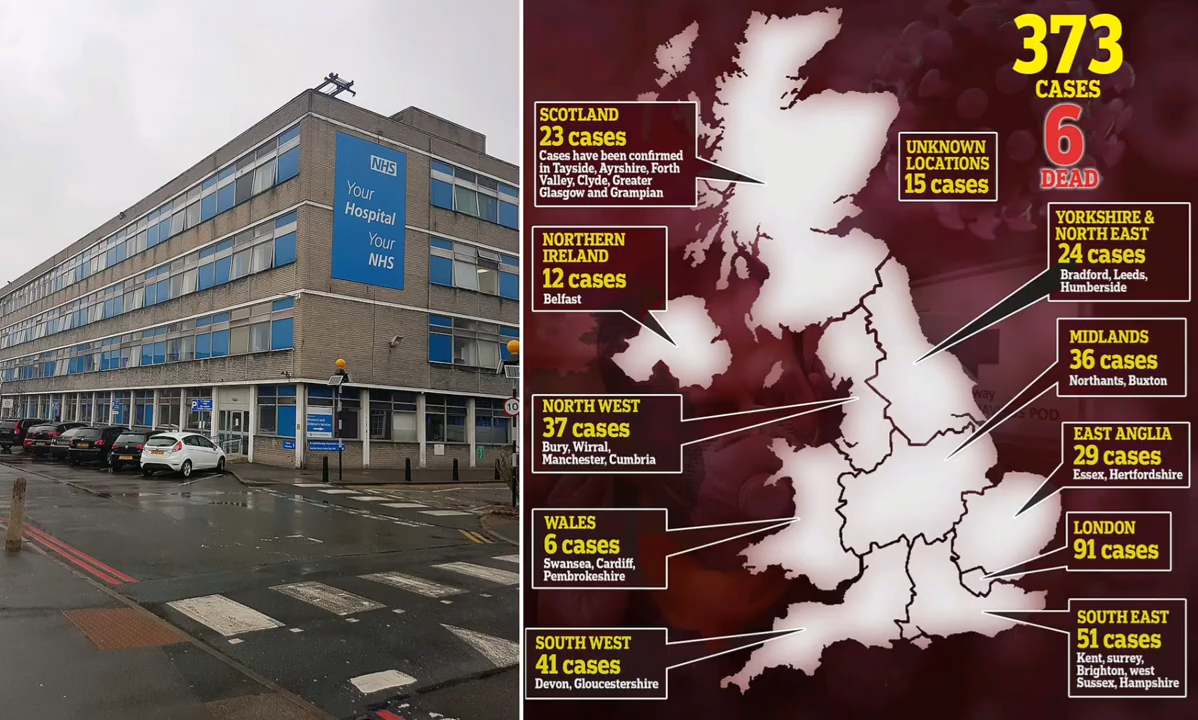 NHS
Your
Hospital
Your
NHS
10
373
CASES
6
DEAD
SCOTLAND
23 cases
Cases have been confirmed
in Tayside, Ayrshire, Forth
Valley, Clyde, Greater
Glasgow and Grampian
UNKNOWN
LOCATIONS
15 cases
NORTHERN
IRELAND
12 cases
Belfast
YORKSHIRE &
NORTH EAST
24 cases
Bradford, Leeds,
Humberside
MIDLANDS
36 cases
Northants, Buxton
way
POD
NORTH WEST
37 cases
Bury, Wirral,
Manchester, Cumbria
EAST ANGLIA
29 cases
Essex, Hertfordshire
WALES
6 cases
Swansea, Cardiff,
Pembrokeshire
LONDON
91 cases
SOUTH WEST
41 cases
Devon, Gloucestershire
SOUTH EAST
51 cases
Kent, surrey,
Brighton, west
Sussex, Hampshire